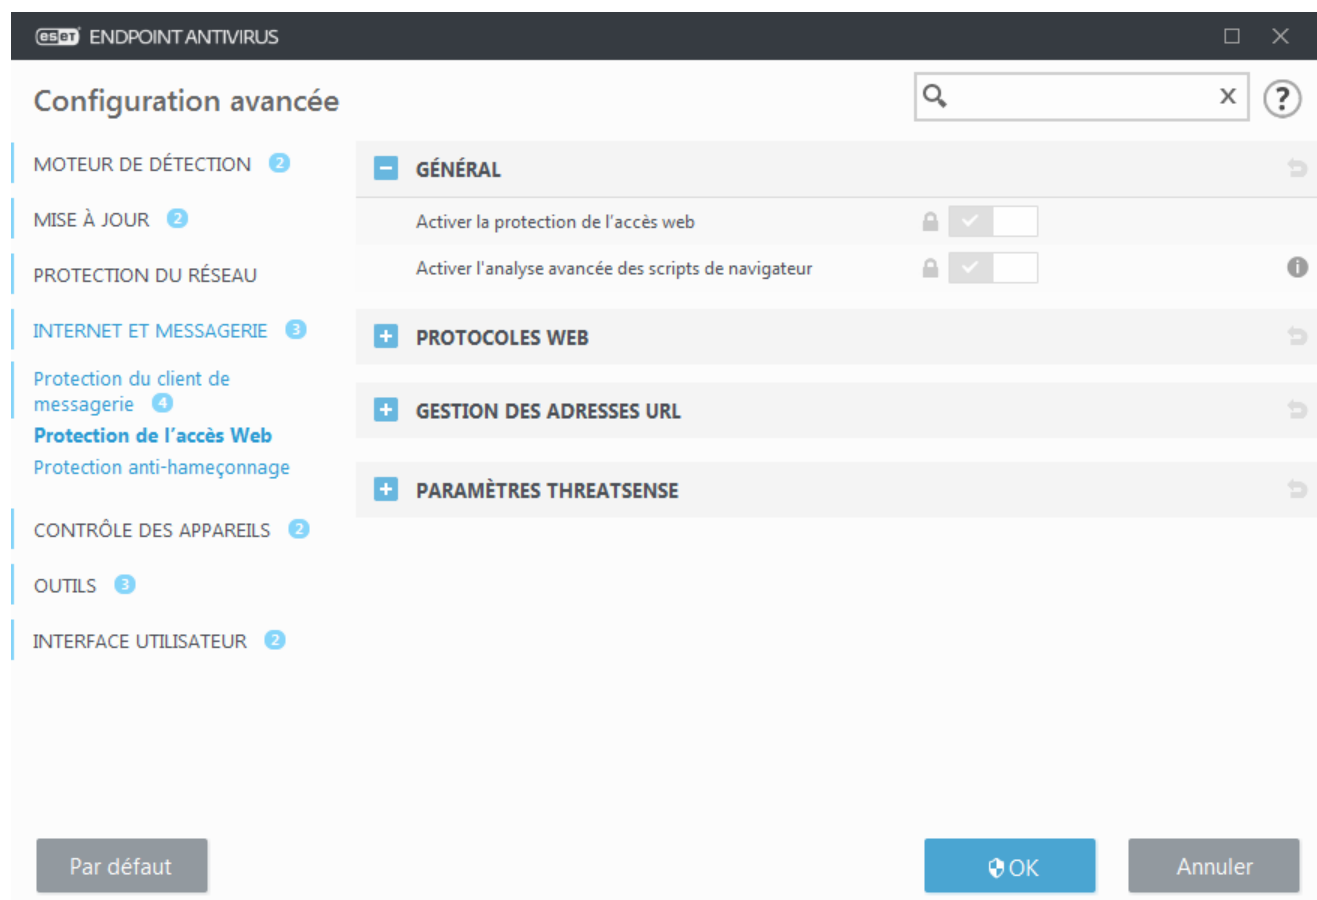 eset ENDPOINT ANTIVIRUS
Configuration avancée
X
?
MOTEUR DE DÉTECTION 2
MISE À JOUR 2
PROTECTION DU RÉSEAU
INTERNET ET MESSAGERIE 3
Protection du client de
messagerie 4
Protection de l'accès Web
Protection anti-hameçonnage
CONTRÔLE DES APPAREILS 2
OUTILS 3
INTERFACE UTILISATEUR 2
GÉNÉRAL
Activer la protection de l'accès web
Activer l'analyse avancée des scripts de navigateur
PROTOCOLES WEB
GESTION DES ADRESSES URL
PARAMÈTRES THREATSENSE
Par défaut
OK
Annuler